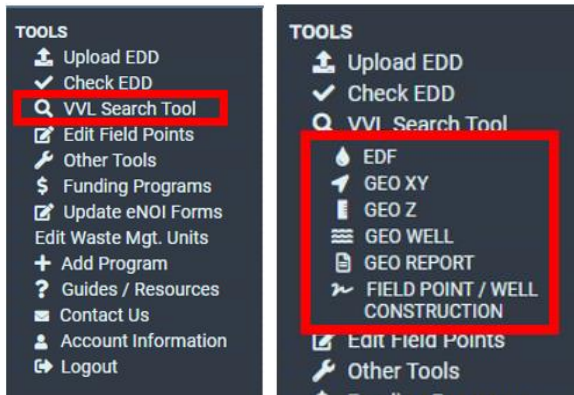 TOOLS
Upload EDD
Check EDD
VVL Search Tool
Edit Field Points
Other Tools
Funding Programs
Update eNOI Forms
Edit Waste Mgt. Units
Add Program
Guides / Resources
Contact Us
Account Information
Logout
TOOLS
Upload EDD
Check EDD
VVL Search Tool
EDF
GEO XY
GEO Z
GEO WELL
GEO REPORT
FIELD POINT / WELL
CONSTRUCTION
Edit Field Points
Other Tools